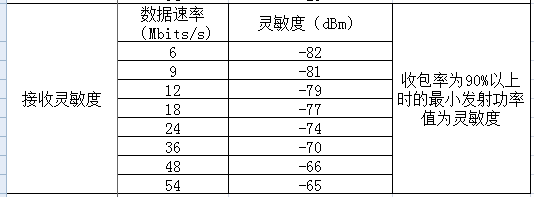 接收灵敏度
数据速率
（Mbits/s）
灵敏度（dBm）
6
-82
9
-81
12
-79
18
-77
24
-74
36
-70
48
-66
54
-65
收包率为90%以上
时的最小发射功率
值为灵敏度